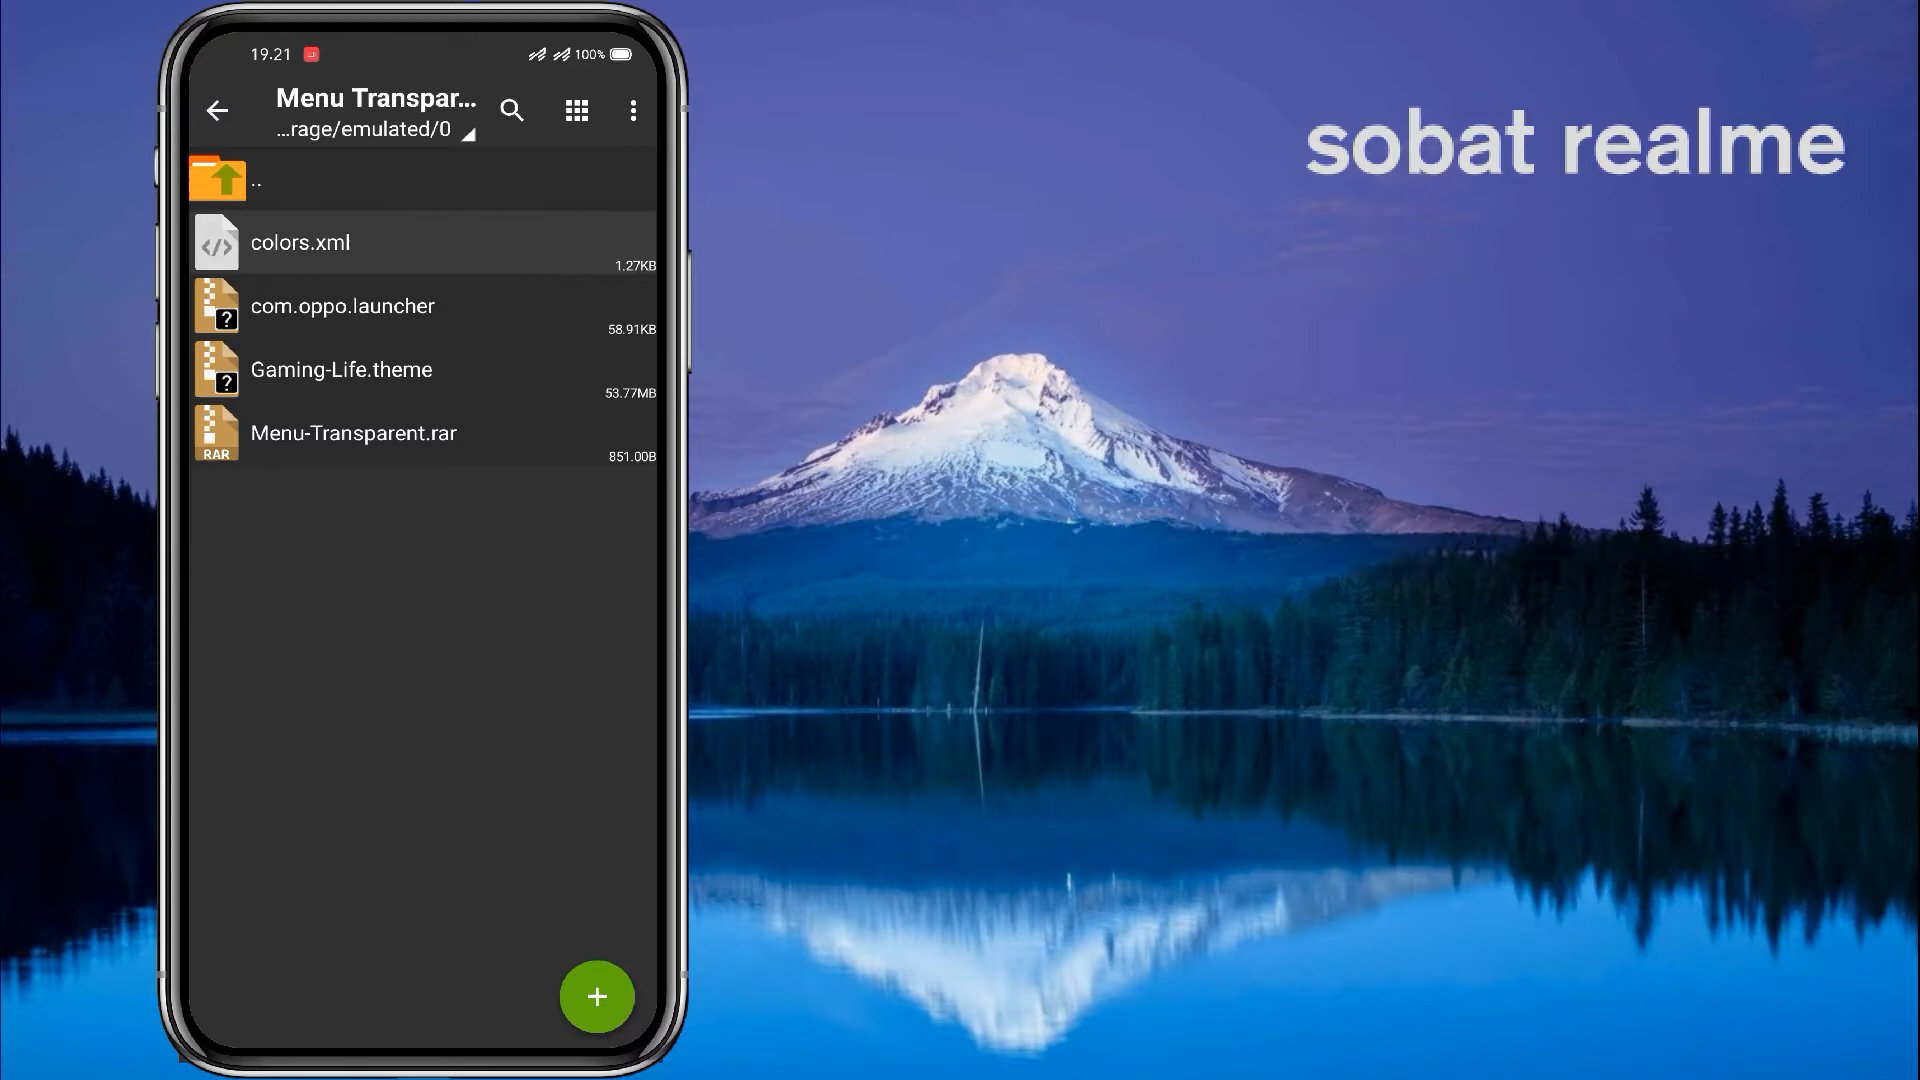 19.21
100%
Menu Transpar...
...rage/emulated/0
sobat realme
..
colors.xml
1.27KB
com.oppo.launcher
58.91KB
Gaming-Life.theme
53.77MB
Menu-Transparent.rar
RAR
851.00B